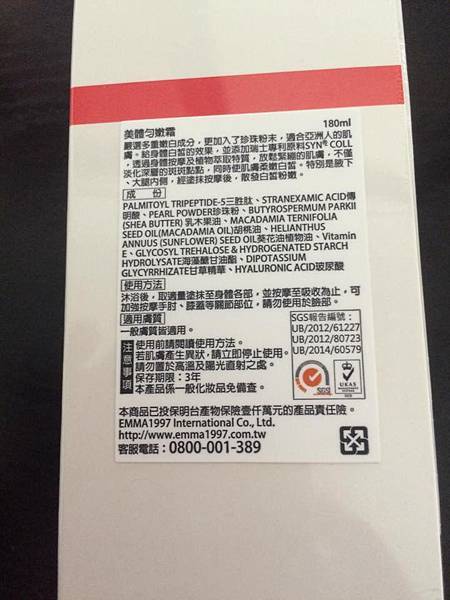 美體勻嫩霜 180ml
嚴選多重嫩白成分，更加入了珍珠粉末，適合亞洲人的肌
膚。給身體白皙的效果，並添加瑞士專利原料SYN® COLL
，透過身體按摩及植物萃取特質，放鬆緊繃的肌膚，不僅
淡化深層的斑斑點點，同時使肌膚柔嫩白皙。特別是腋下
、大腿內側，經塗抹按摩後，散發白皙粉嫩。
成 份
PALMITOYL TRIPEPTIDE-5三胜肽、STRANEXAMIC ACID傳
明酸、PEARL POWDER珍珠粉、BUTYROSPERMUM PARKII
(SHEA BUTTER) 乳木果油、MACADAMIA TERNIFOLIA
SEED OIL(MACADAMIA OIL)胡桃油、HELIANTHUS
ANNUUS (SUNFLOWER) SEED OIL葵花油植物油、Vitamin
E、GLYCOSYL TREHALOSE & HYDROGENATED STARCH
HYDROLYSATE海藻醣甘油酯、DIPOTASSIUM
GLYCYRRHIZATE甘草精華、HYALURONIC ACID玻尿酸
使用方法
沐浴後，取適量塗抹至身體各部，並按摩至吸收為止，可
加強按摩手肘、膝蓋等關節部位，請勿使用於臉部。
適用膚質
一般膚質皆適用。
注意事項
使用前請閱讀使用方法。
若肌膚產生異狀，請立即停止使用。
請勿置於高溫及陽光直射之處。
保存期限：3年
本產品係一般化妝品免備查。
SGS報告編號：
UB/2012/61227
UB/2012/80723
UB/2014/60579
SGS
UKAS
本商品已投保明台產物保險壹仟萬元的產品責任險。
EMMA1997 International Co., Ltd.
http://www.emma1997.com.tw
客服電話：0800-001-389